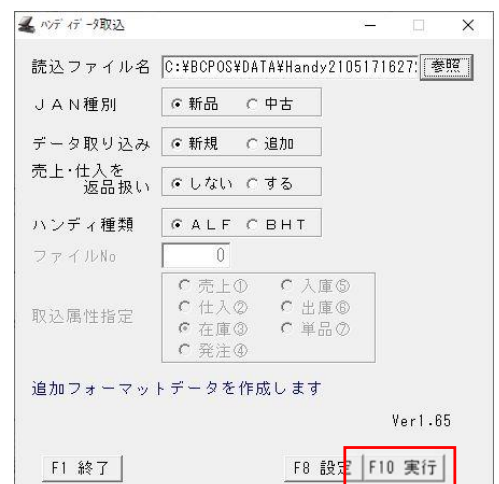 ハンディデータ取込
読込ファイル名 C:¥BCPOS¥DATA¥Handy2105171627: 参照
JAN種別 新品 中古
データ取り込み 新規 追加
売上・仕入を
返品扱い しない する
ハンディ種類 ALF BHT
ファイルNo 0
売上① 入庫⑤
仕入② 出庫⑥
取込属性指定 在庫③ 単品⑦
発注④
追加フォーマットデータを作成します
Ver1.65
F1 終了 F8 設定 F10 実行